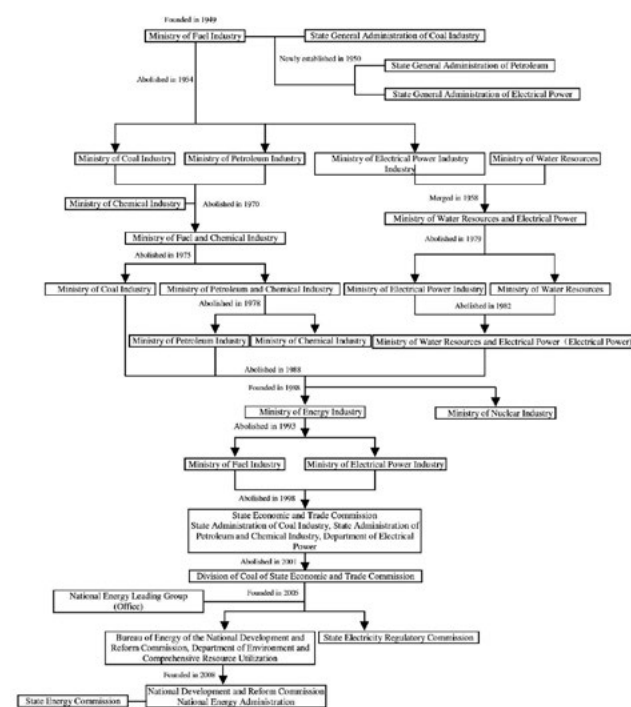 Founded in 1949
Ministry of Fuel Industry
State General Administration of Coal Industry
Newly established in 1950
State General Administration of Petroleum
Abolished in 1954
State General Administration of Electrical Power
Ministry of Coal Industry
Ministry of Petroleum Industry
Ministry of Electrical Power Industry
Industry
Ministry of Water Resources
Ministry of Chemical Industry
Abolished in 1970
Merged in 1958
Ministry of Water Resources and Electrical Power
Ministry of Fuel and Chemical Industry
Abolished in 1979
Abolished in 1975
Ministry of Coal Industry
Ministry of Petroleum and Chemical Industry
Ministry of Electrical Power Industry
Ministry of Water Resources
Abolished in 1978
Abolished in 1982
Ministry of Petroleum Industry
Ministry of Chemical Industry
Ministry of Water Resources and Electrical Power (Electrical Power)
Abolished in 1988
Founded in 1988
Ministry of Energy Industry
Ministry of Nuclear Industry
Abolished in 1993
Ministry of Fuel Industry
Ministry of Electrical Power Industry
Abolished in 1998
State Economic and Trade Commission
State Administration of Coal Industry, State Administration of
Petroleum and Chemical Industry, Department of Electrical
Power
Abolished in 2001
Division of Coal of State Economic and Trade Commission
Founded in 2005
National Energy Leading Group
(Office)
Bureau of Energy of the National Development and
Reform Commission, Department of Environment and
Comprehensive Resource Utilization
State Electricity Regulatory Commission
Founded in 2008
State Energy Commission
National Development and Reform Commission
National Energy Administration